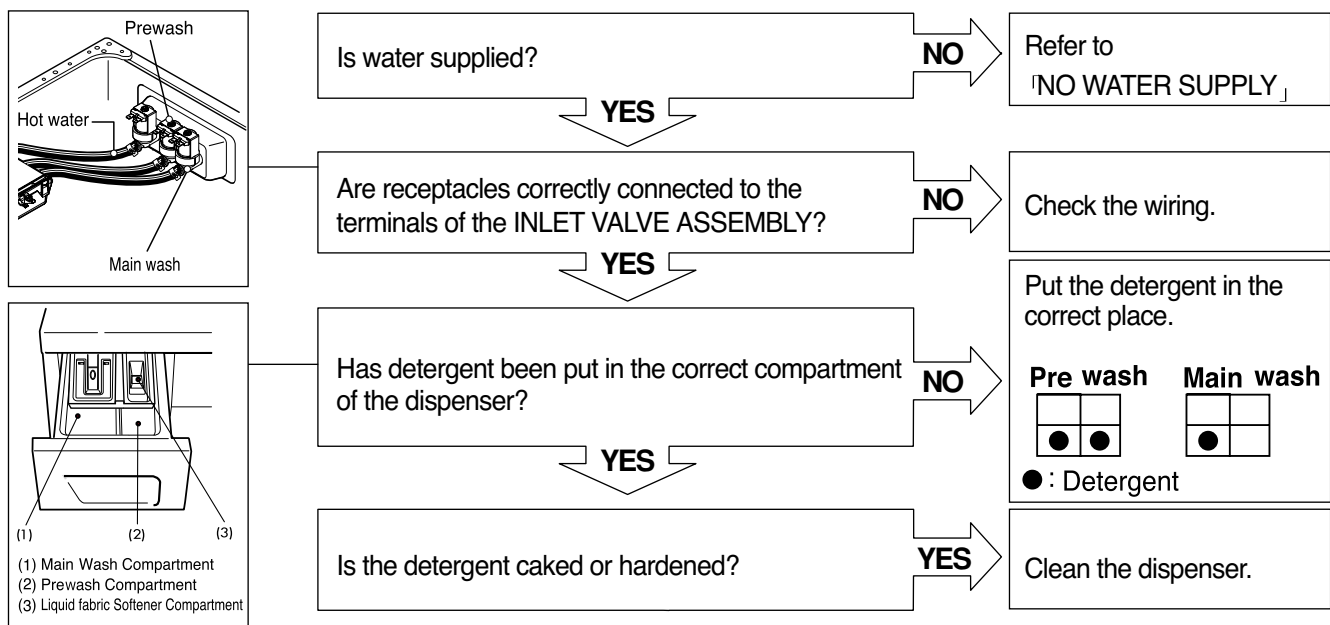 Prewash
Hot water
Main wash
Is water supplied?
NO
Refer to
「NO WATER SUPPLY」
YES
Are receptacles correctly connected to the
terminals of the INLET VALVE ASSEMBLY?
NO
Check the wiring.
YES
(1)
(2)
(3)
(1) Main Wash Compartment
(2) Prewash Compartment
(3) Liquid fabric Softener Compartment
Has detergent been put in the correct compartment
of the dispenser?
NO
Put the detergent in the
correct place.
Pre wash
Main wash
● : Detergent
YES
Is the detergent caked or hardened?
YES
Clean the dispenser.